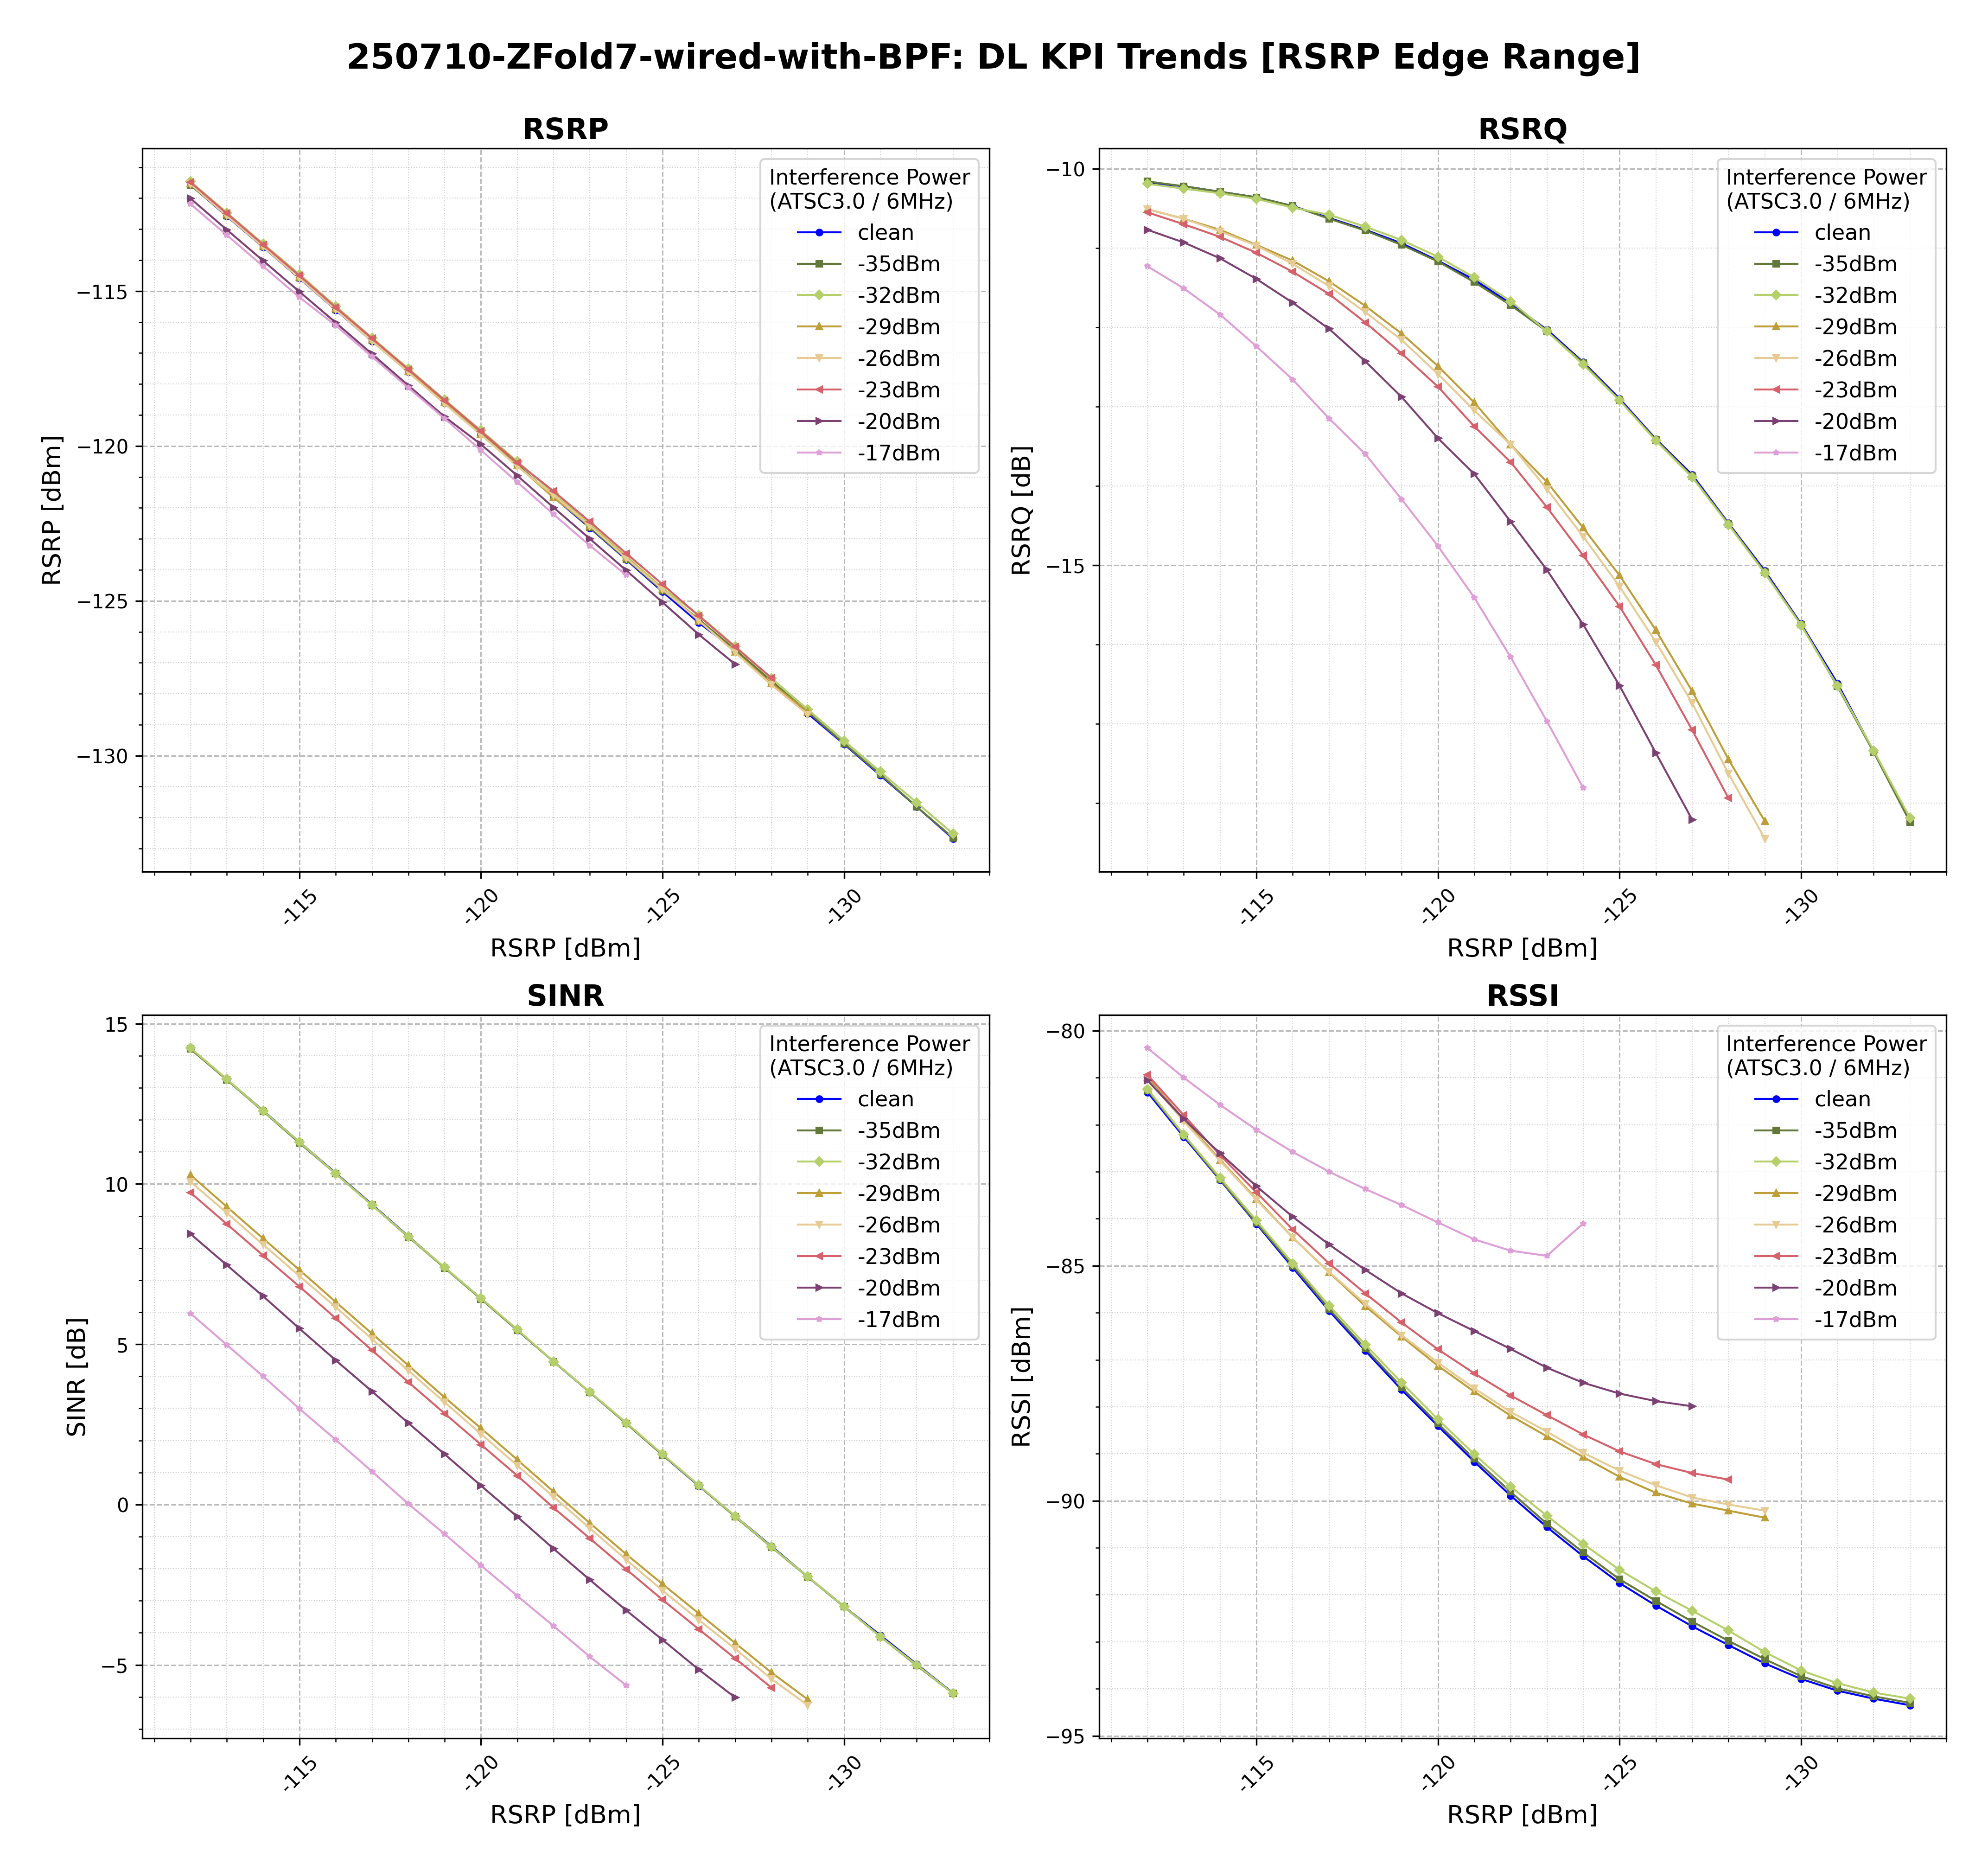 250710-ZFold7-wired-with-BPF: DL KPI Trends [RSRP Edge Range]
RSRP
RSRP [dBm]
−115
−120
−125
−130
-115
-120
-125
-130
RSRP [dBm]
Interference Power
(ATSC3.0 / 6MHz)
clean
-35dBm
-32dBm
-29dBm
-26dBm
-23dBm
-20dBm
-17dBm
RSRQ
RSRQ [dB]
−10
−15
-115
-120
-125
-130
RSRP [dBm]
Interference Power
(ATSC3.0 / 6MHz)
clean
-35dBm
-32dBm
-29dBm
-26dBm
-23dBm
-20dBm
-17dBm
SINR
SINR [dB]
15
10
5
0
−5
-115
-120
-125
-130
RSRP [dBm]
Interference Power
(ATSC3.0 / 6MHz)
clean
-35dBm
-32dBm
-29dBm
-26dBm
-23dBm
-20dBm
-17dBm
RSSI
RSSI [dBm]
−80
−85
−90
−95
-115
-120
-125
-130
RSRP [dBm]
Interference Power
(ATSC3.0 / 6MHz)
clean
-35dBm
-32dBm
-29dBm
-26dBm
-23dBm
-20dBm
-17dBm